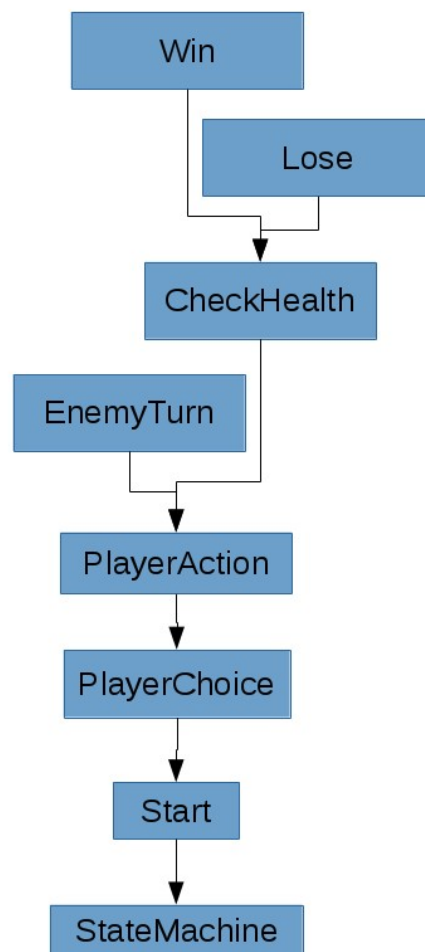 Win
Lose
CheckHealth
EnemyTurn
PlayerAction
PlayerChoice
Start
StateMachine